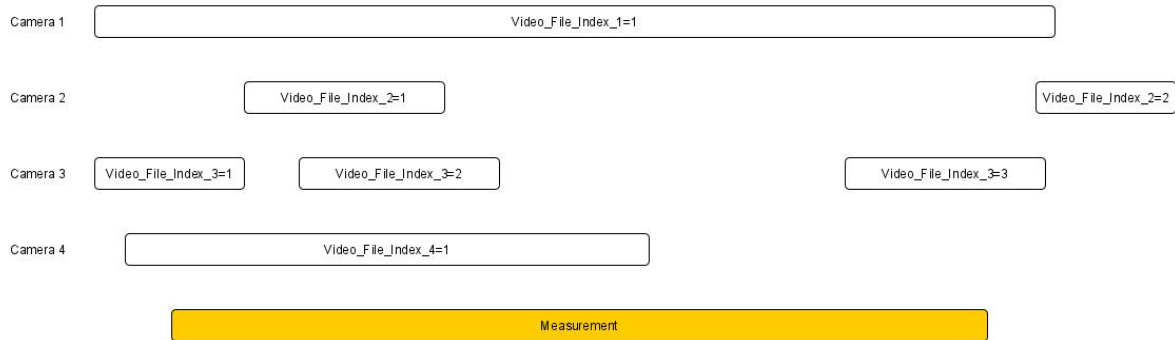 Camera 1 Video_File_Index_1=1
Camera 2 Video_File_Index_2=1 Video_File_Index_2=2
Camera 3 Video_File_Index_3=1 Video_File_Index_3=2 Video_File_Index_3=3
Camera 4 Video_File_Index_4=1
Measurement